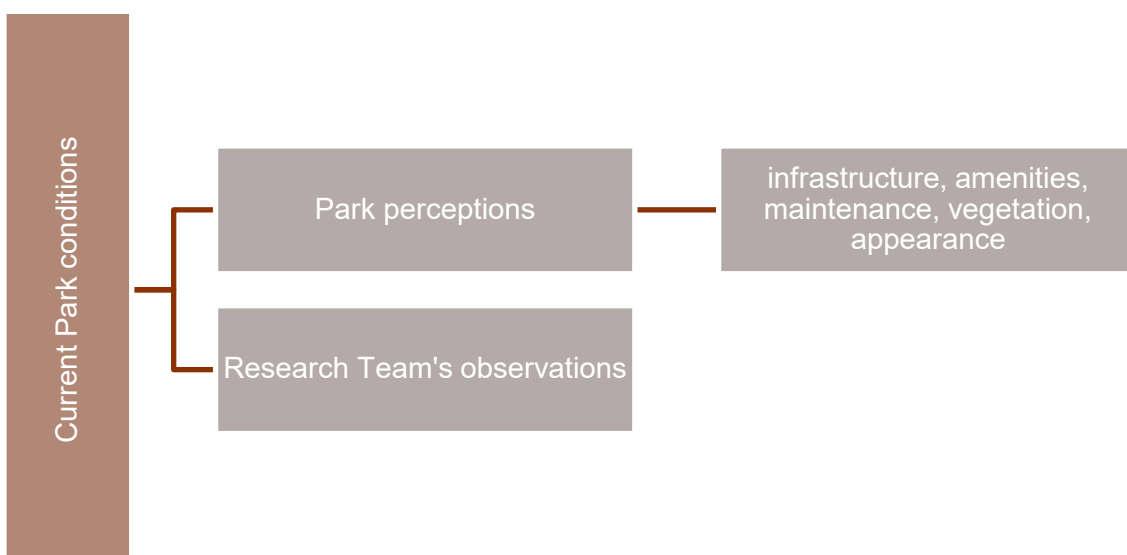 Current Park conditions
Park perceptions
infrastructure, amenities,
maintenance, vegetation,
appearance
Research Team's observations